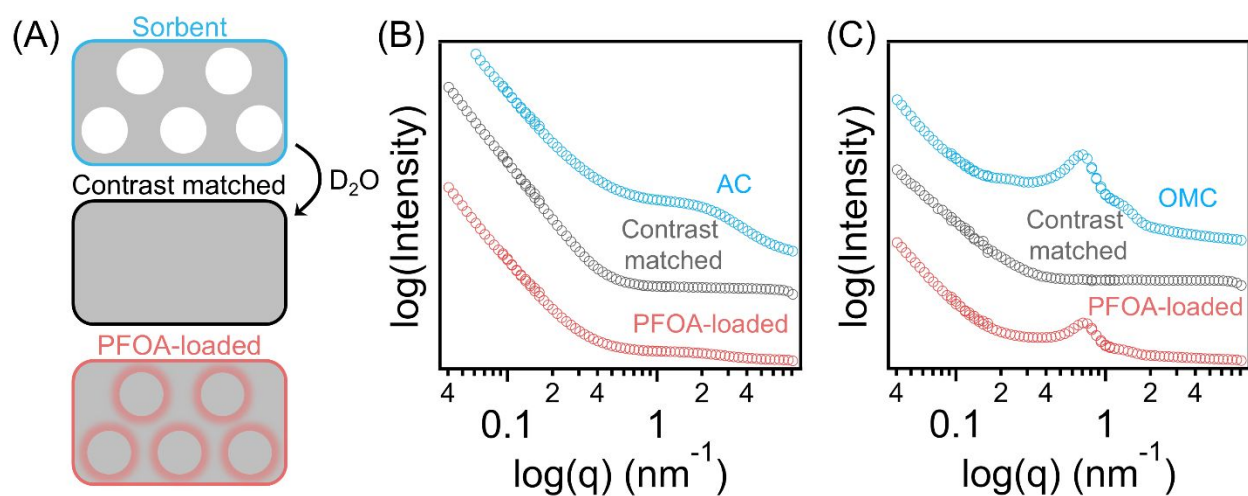 (A)
Sorbent
D₂O
Contrast matched
PFOA-loaded
(B)
log(Intensity)
AC
Contrast
matched
PFOA-loaded
4
0.1
2
4
1
2
4
log(q) (nm⁻¹)
(C)
log(Intensity)
OMC
Contrast
matched
PFOA-loaded
4
0.1
2
4
1
2
4
log(q) (nm⁻¹)